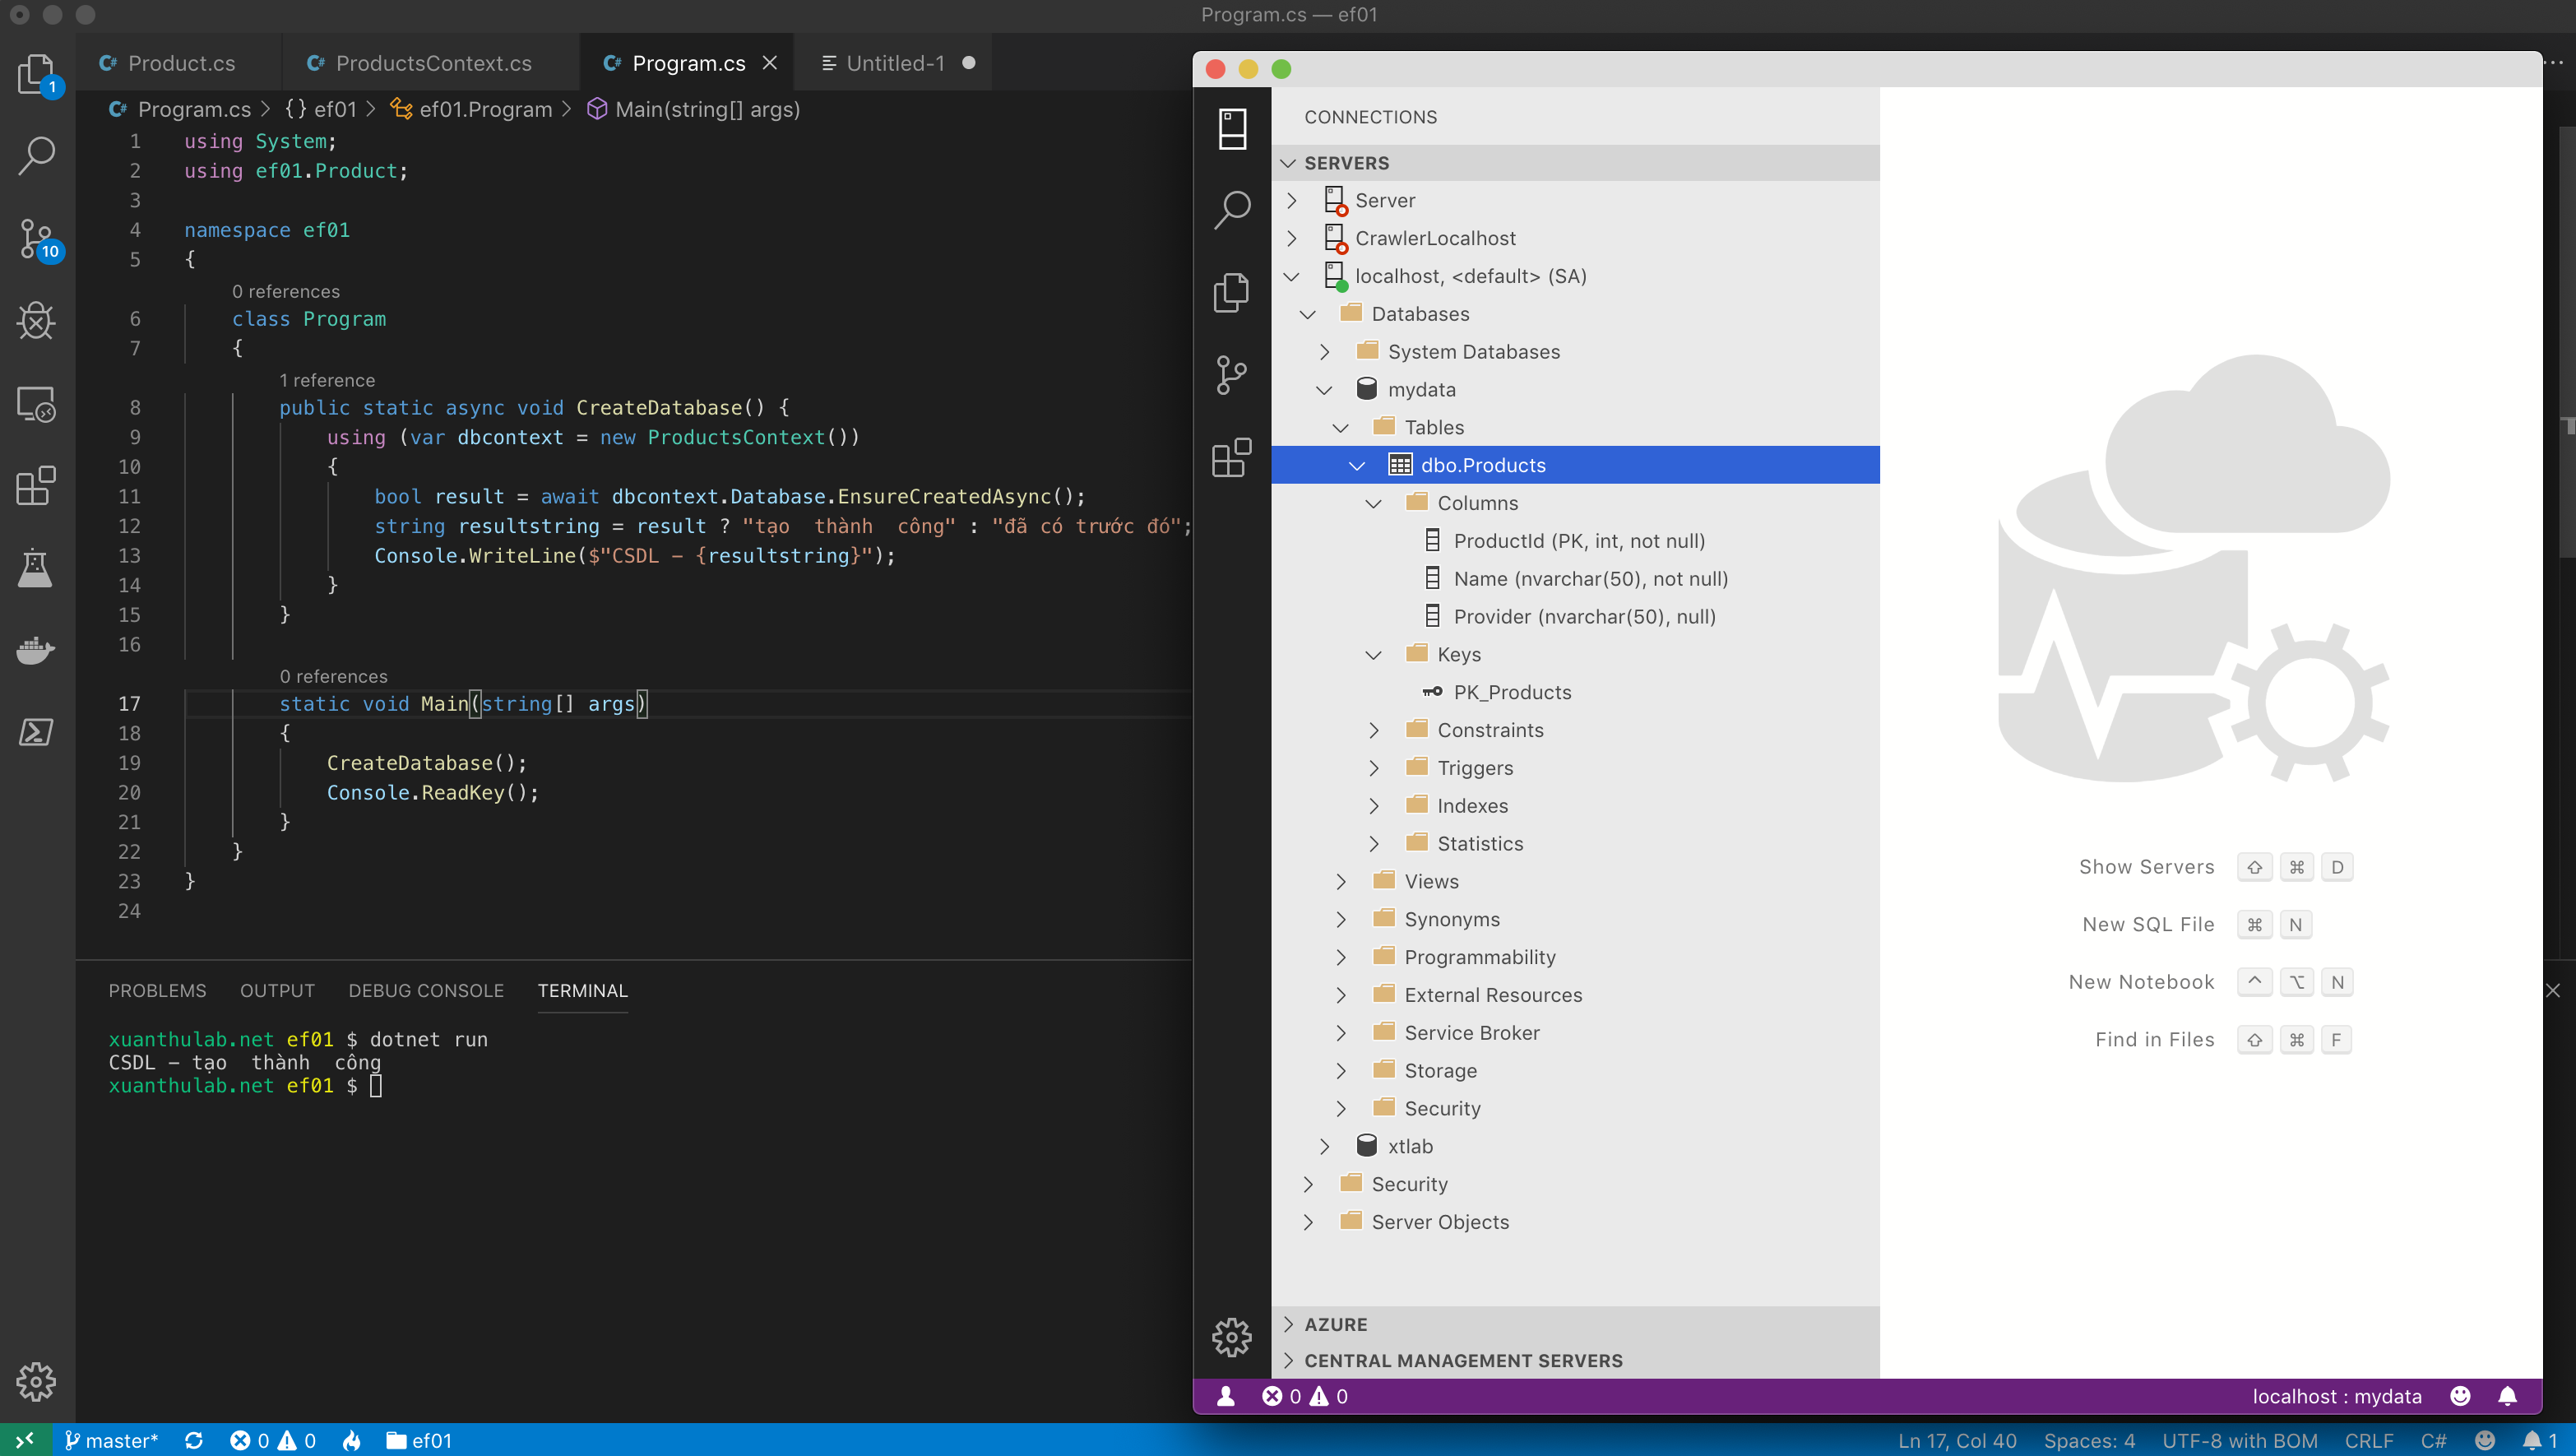 Program.cs — ef01
Product.cs
ProductsContext.cs
Program.cs
Untitled-1
Program.cs > {} ef01 > ef01.Program > Main(string[] args)
1 using System;
2 using ef01.Product;
3
4 namespace ef01
5 {
0 references
6 class Program
7 {
1 reference
8 public static async void CreateDatabase() {
9 using (var dbcontext = new ProductsContext())
10 {
11 bool result = await dbcontext.Database.EnsureCreatedAsync();
12 string resultstring = result ? "tạo  thành  công" : "đã có trước đó";
13 Console.WriteLine($"CSDL - {resultstring}");
14 }
15 }
16
0 references
17 static void Main(string[] args)
18 {
19 CreateDatabase();
20 Console.ReadKey();
21 }
22 }
23 }
24
1
10
PROBLEMS OUTPUT DEBUG CONSOLE TERMINAL
xuanthulab.net ef01 $ dotnet run
CSDL - tạo  thành  công
xuanthulab.net ef01 $
CONNECTIONS
SERVERS
Server
CrawlerLocalhost
localhost, <default> (SA)
Databases
System Databases
mydata
Tables
dbo.Products
Columns
ProductId (PK, int, not null)
Name (nvarchar(50), not null)
Provider (nvarchar(50), null)
Keys
PK_Products
Constraints
Triggers
Indexes
Statistics
Views
Synonyms
Programmability
External Resources
Service Broker
Storage
Security
xtlab
Security
Server Objects
AZURE
CENTRAL MANAGEMENT SERVERS
Show Servers ⇧ ⌘ D
New SQL File ⌘ N
New Notebook ^ ⌥ N
Find in Files ⇧ ⌘ F
0 0
localhost : mydata
master* 0 0 ef01
Ln 17, Col 40 Spaces: 4 UTF-8 with BOM CRLF C# 1